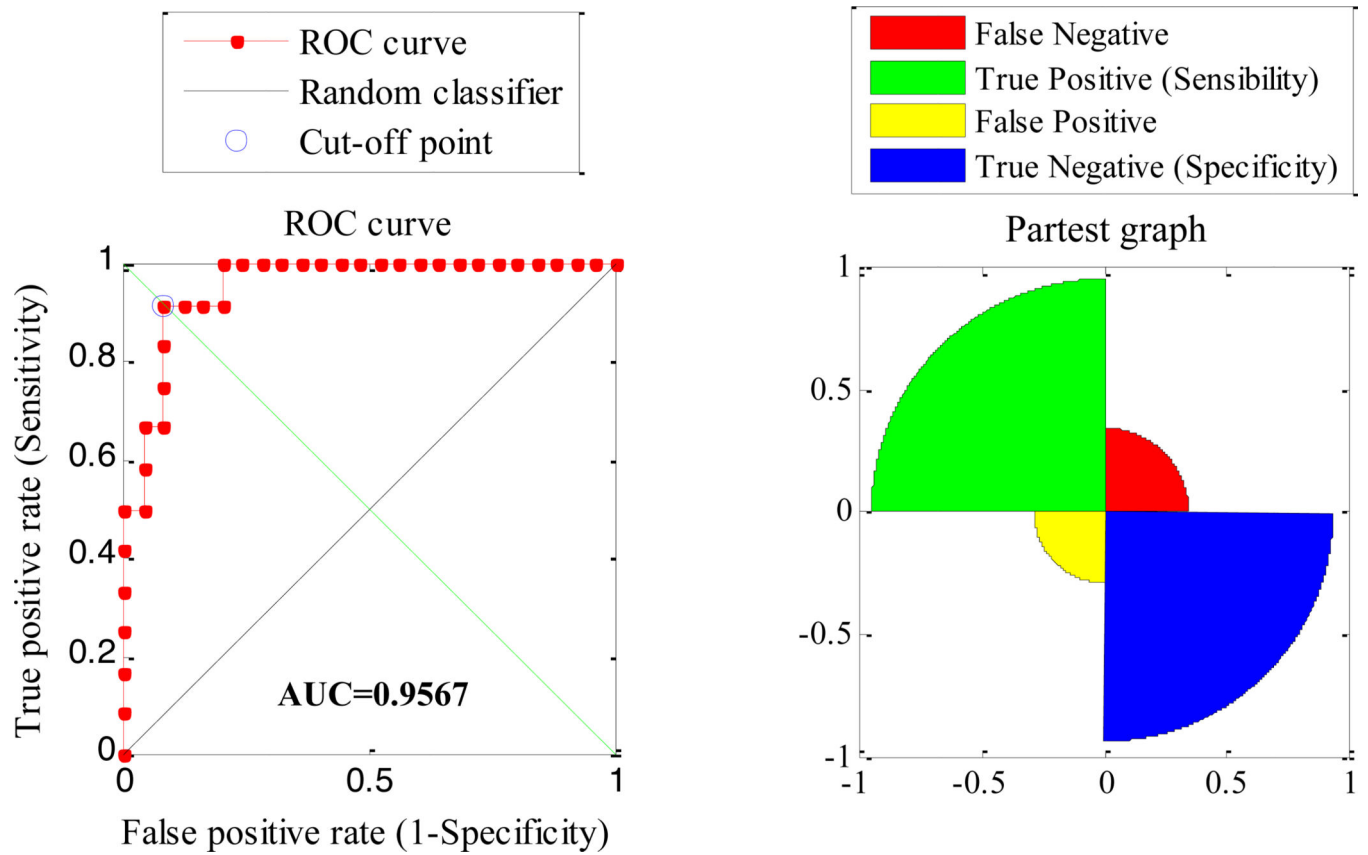 ROC curve
Random classifier
Cut-off point
False Negative
True Positive (Sensibility)
False Positive
True Negative (Specificity)
ROC curve
True positive rate (Sensitivity)
1
0.8
0.6
0.4
0.2
0
AUC=0.9567
0
0.5
1
False positive rate (1-Specificity)
Partest graph
1
0.5
0
-0.5
-1
-1
-0.5
0
0.5
1